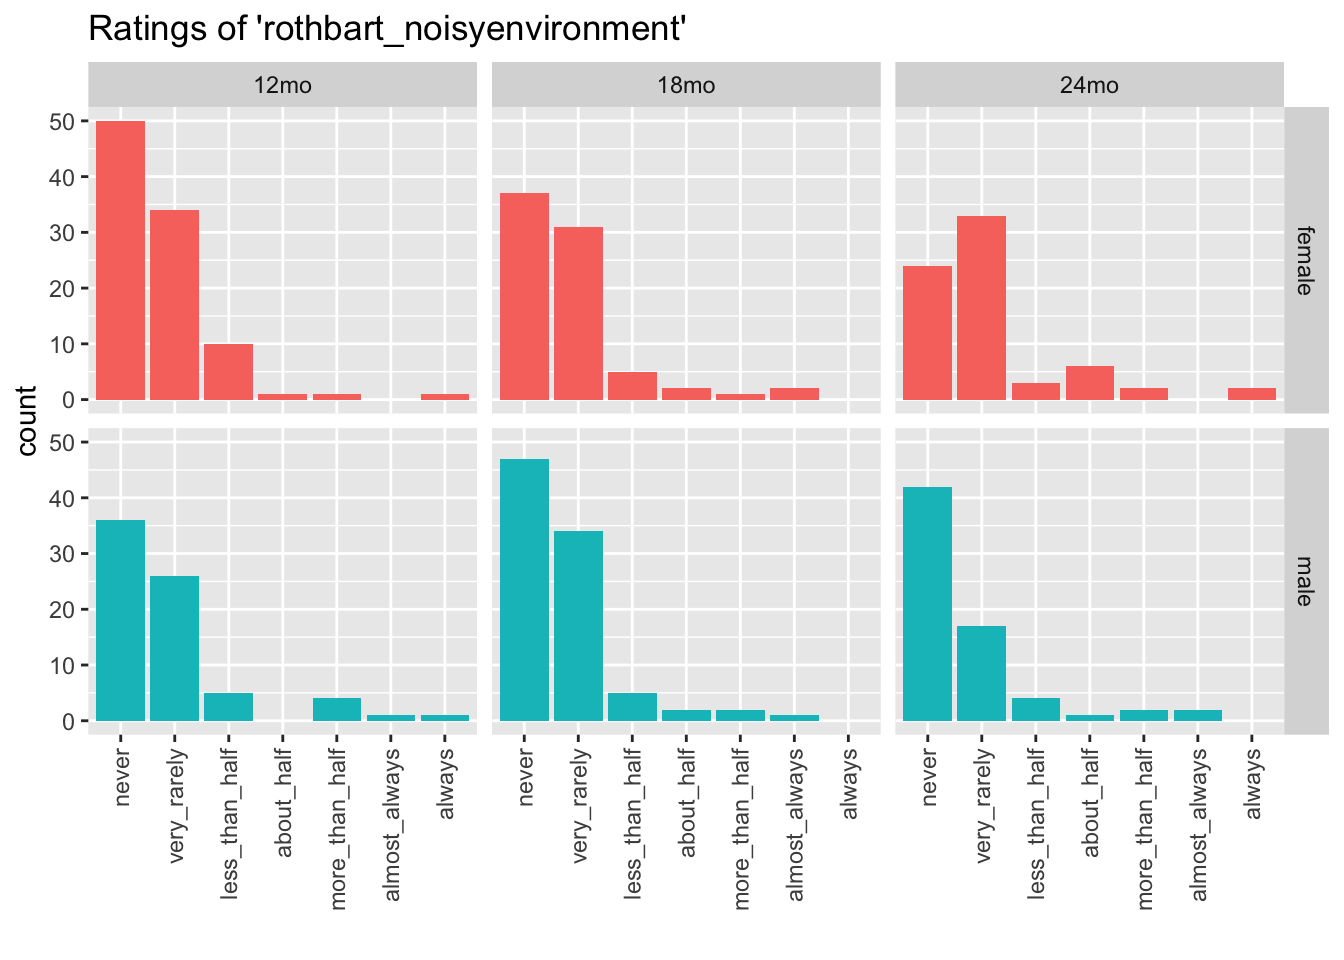 Ratings of 'rothbart_noisyenvironment'
12mo 18mo 24mo
50
40
30
20
10
0
female
count
50
40
30
20
10
0
male
never very_rarely less_than_half about_half more_than_half almost_always always never very_rarely less_than_half about_half more_than_half almost_always always never very_rarely less_than_half about_half more_than_half almost_always always